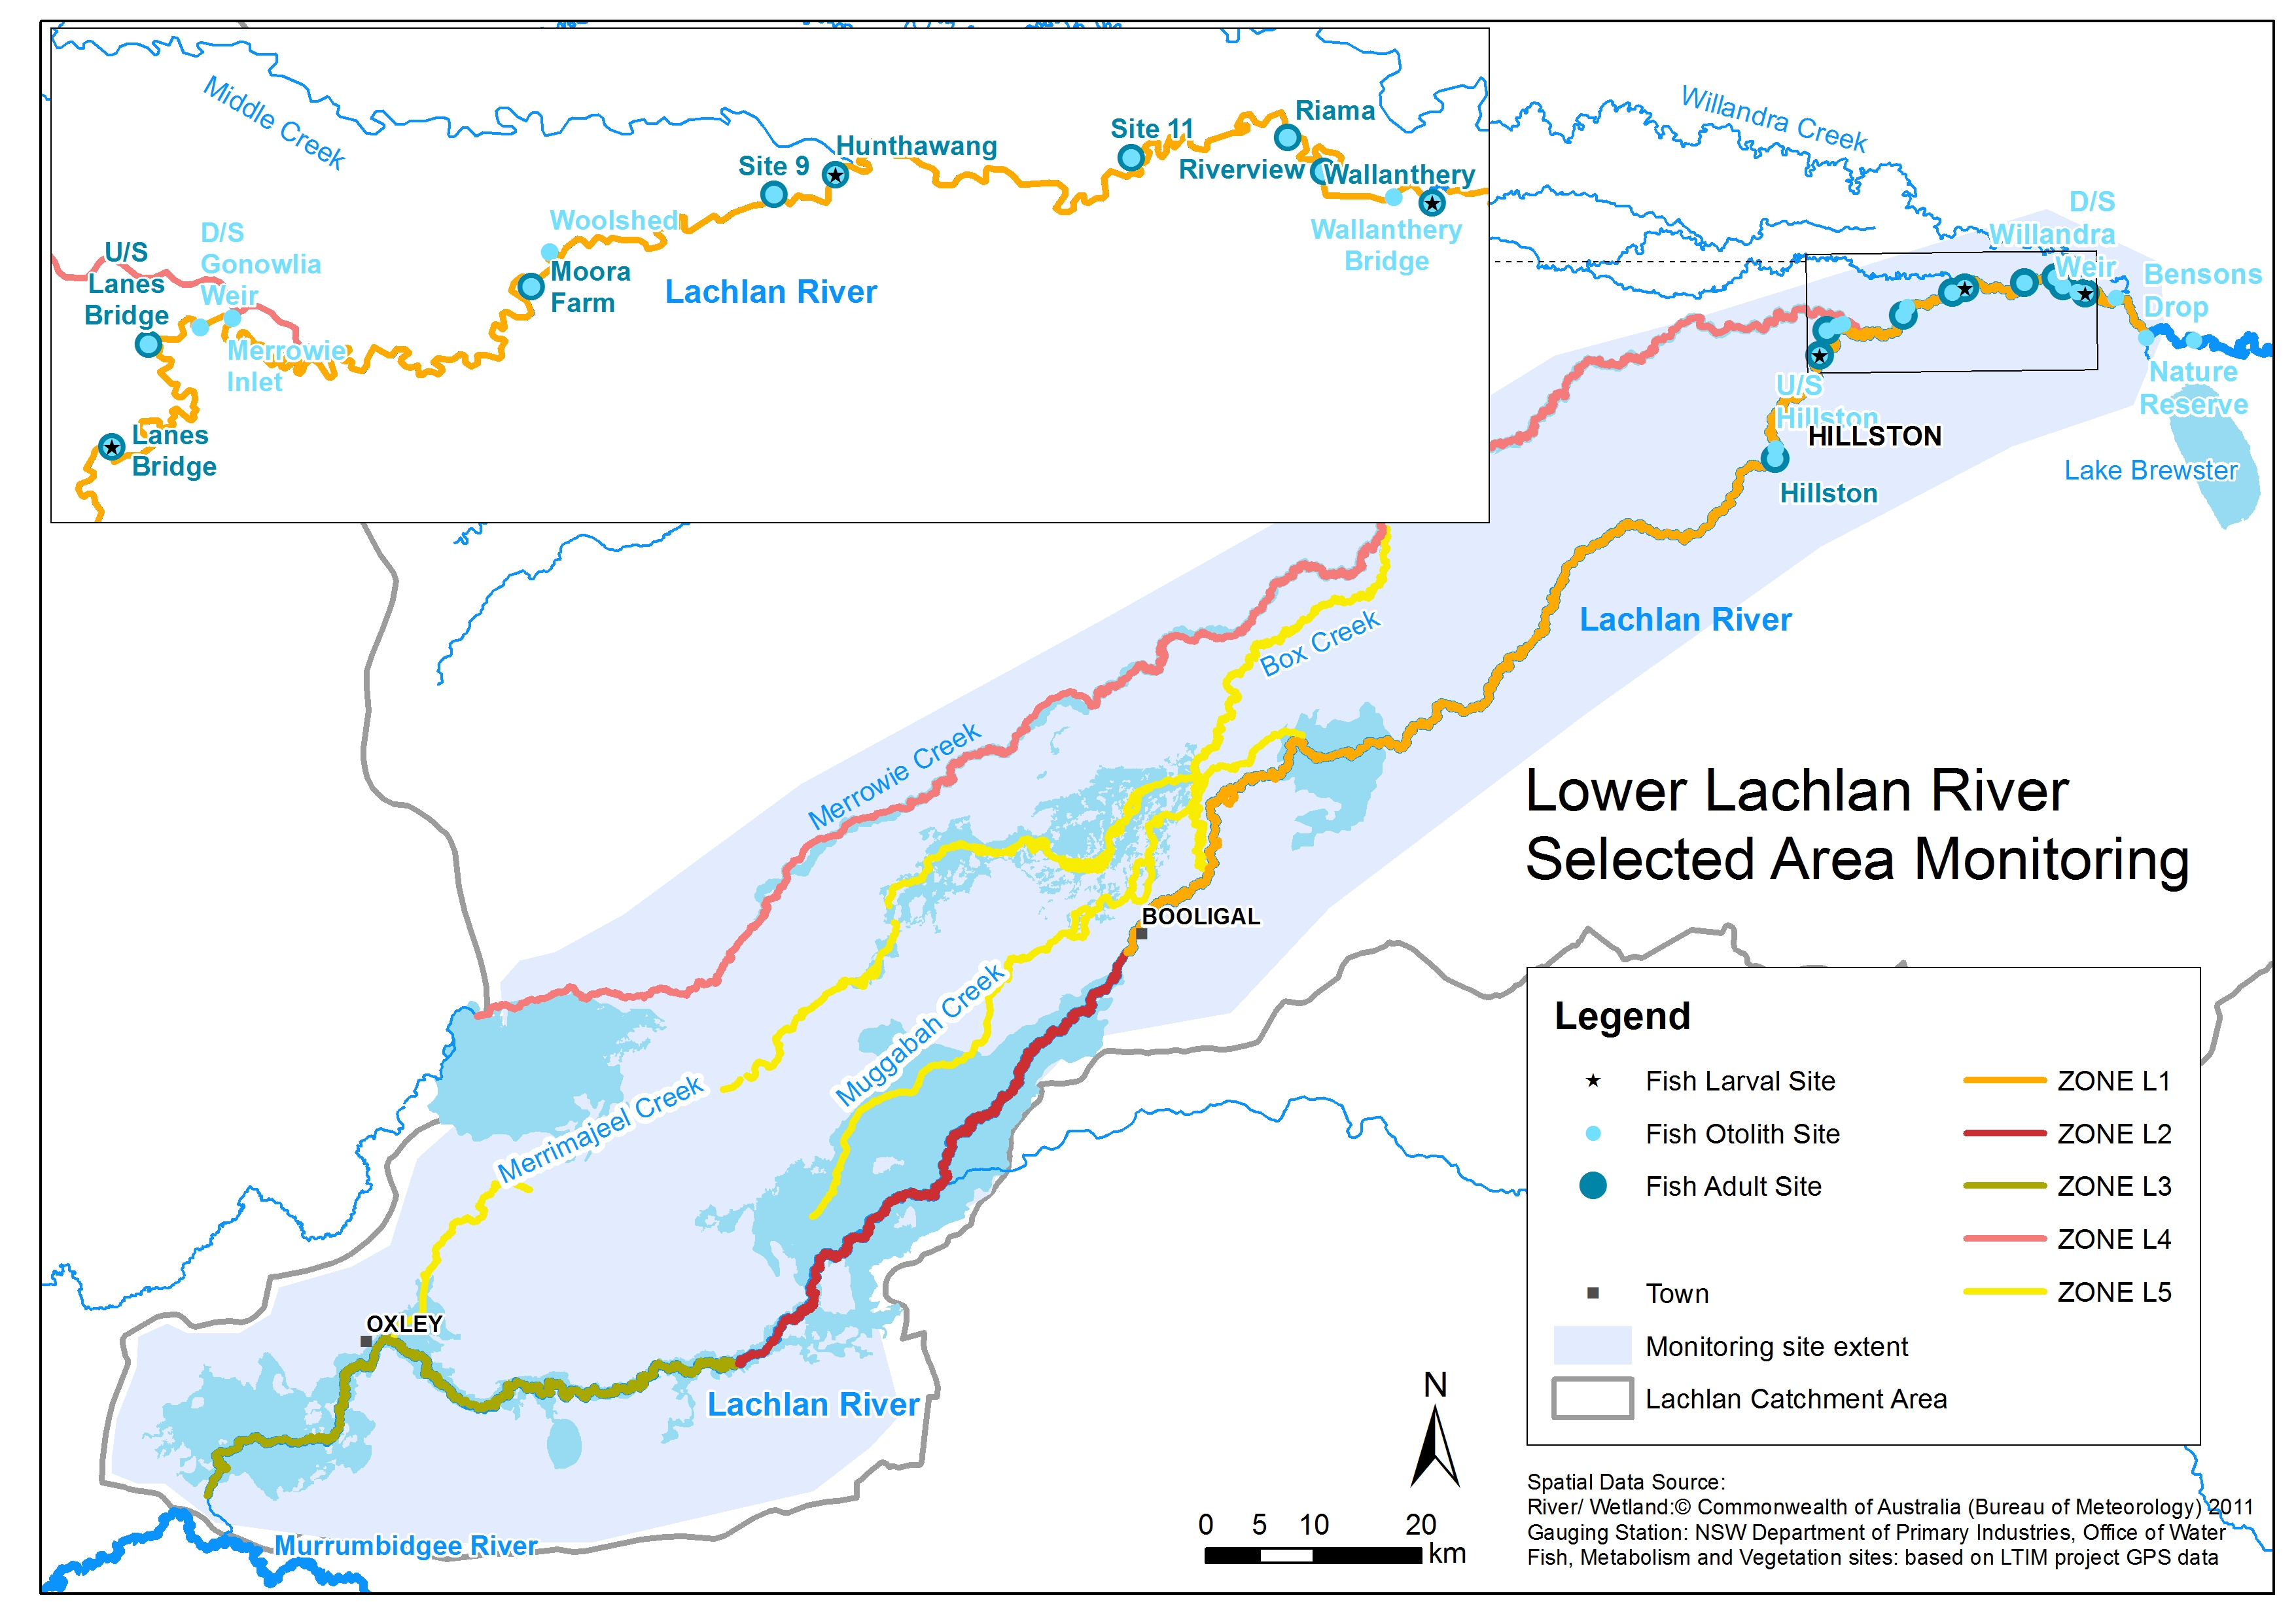 Middle Creek
Hunthawang
Site 9
Site 11
Riama
Riverview
Wallanthery
Wallanthery
Bridge
Woolshed
Moora
Farm
Lachlan River
D/S
Gonowlia
Weir
U/S
Lanes
Bridge
Merrowie
Inlet
Lanes
Bridge
Willandra Creek
D/S
Willandra
Weir
Bensons
Drop
Nature
Reserve
U/S
Hillston
HILLSTON
Hillston
Lake Brewster
Lachlan River
Box Creek
Merrowie Creek
BOOLIGAL
Muggabah Creek
Merrimajeel Creek
OXLEY
Lachlan River
Murrumbidgee River
Lower Lachlan River
Selected Area Monitoring
Legend
Fish Larval Site
Fish Otolith Site
Fish Adult Site
Town
Monitoring site extent
Lachlan Catchment Area
ZONE L1
ZONE L2
ZONE L3
ZONE L4
ZONE L5
N
0 5 10 20
km
Spatial Data Source:
River/ Wetland:© Commonwealth of Australia (Bureau of Meteorology) 2011
Gauging Station: NSW Department of Primary Industries, Office of Water
Fish, Metabolism and Vegetation sites: based on LTIM project GPS data